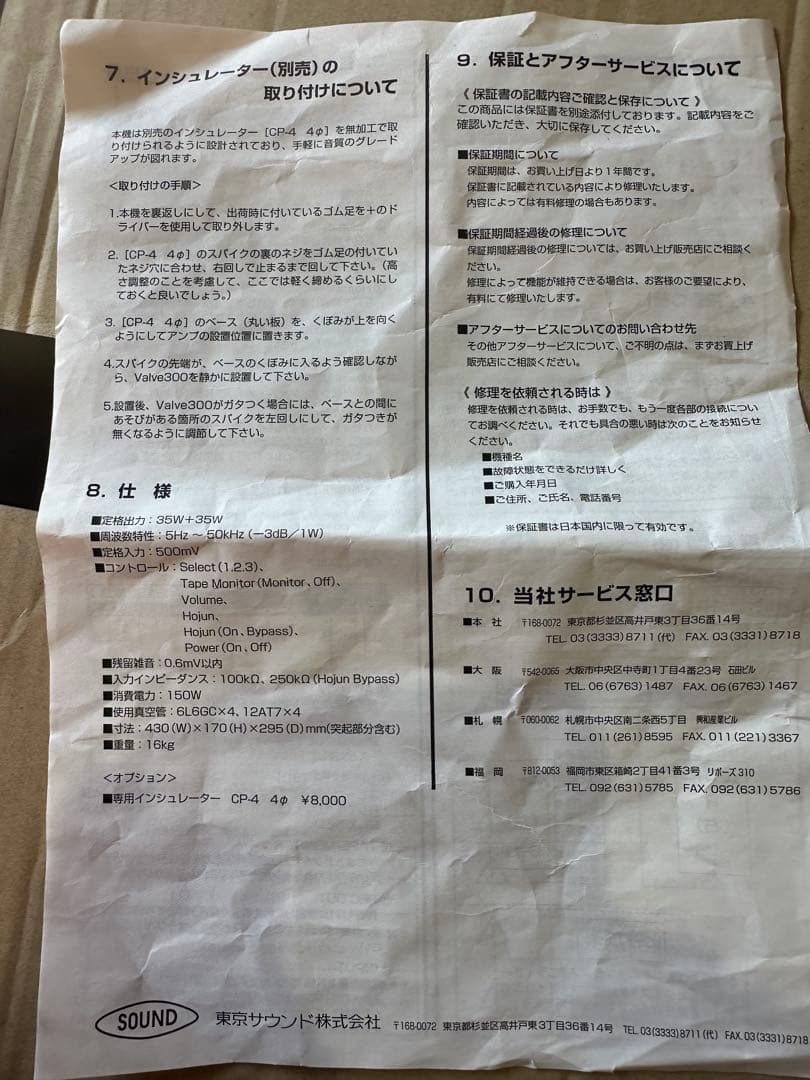 7. インシュレーター(別売)の
取り付けについて
本機は別売のインシュレーター［CP-4　4φ］を無加工で取
り付けられるように設計されており、手軽に音質のグレード
アップが図れます。
<取り付けの手順>
1.本機を裏返しにして、出荷時に付いているゴム足を＋のド
ライバーを使用して取り外します。
2.［CP-4　4φ］のスパイクの裏のネジをゴム足の付いてい
たネジ穴に合わせ、右回しで止まるまで回して下さい。(高
さ調整のことを考慮して、ここでは軽く締めるくらいにし
ておくと良いでしょう。)
3.［CP-4　4φ］のベース（丸い板）を、くぼみが上を向く
ようにしてアンプの設置位置に置きます。
4.スパイクの先端が、ベースのくぼみに入るよう確認しなが
ら、Valve300を静かに設置して下さい。
5.設置後、Valve300がガタつく場合には、ベースとの間に
あそびがある箇所のスパイクを左回しにして、ガタつきが
無くなるように調節して下さい。
8. 仕　様
■定格出力：35W＋35W
■周波数特性：5Hz ～ 50kHz (－3dB／1W)
■定格入力：500mV
■コントロール：Select (1.2.3)、
Tape Monitor (Monitor、Off)、
Volume、
Hojun、
Hojun (On、Bypass)、
Power (On、Off)
■残留雑音：0.6mV以内
■入力インピーダンス：100kΩ、250kΩ (Hojun Bypass)
■消費電力：150W
■使用真空管：6L6GC×4、12AT7×4
■寸法：430 (W)×170 (H)×295 (D) mm(突起部分含む)
■重量：16kg
<オプション>
■専用インシュレーター　CP-4　4φ　￥8,000
9. 保証とアフターサービスについて
《 保証書の記載内容ご確認と保存について 》
この商品には保証書を別途添付しております。記載内容をご
確認いただき、大切に保存してください。
■保証期間について
保証期間は、お買い上げ日より１年間です。
保証書に記載されている内容により修理いたします。
内容によっては有料修理の場合もあります。
■保証期間経過後の修理について
保証期間経過後の修理については、お買い上げ販売店にご相談く
ださい。
修理によって機能が維持できる場合は、お客様のご要望により、
有料にて修理いたします。
■アフターサービスについてのお問い合わせ先
その他アフターサービスについて、ご不明の点は、まずお買上げ
販売店にご相談ください。
《 修理を依頼される時は 》
修理を依頼される時は、お手数でも、もう一度各部の接続につい
てお調べください。それでも具合の悪い時は次のことをお知らせ
ください。
■機種名
■故障状態をできるだけ詳しく
■ご購入年月日
■ご住所、ご氏名、電話番号
※保証書は日本国内に限って有効です。
10. 当社サービス窓口
■本　社　〒168-0072　東京都杉並区高井戸東3丁目36番14号
TEL. 03 (3333) 8711 (代)　FAX. 03 (3331) 8718
■大　阪　〒542-0065　大阪市中央区中寺町1丁目4番23号　石田ビル
TEL. 06 (6763) 1487　FAX. 06 (6763) 1467
■札　幌　〒060-0062　札幌市中央区南二条西5丁目　興和産業ビル
TEL. 011 (261) 8595　FAX. 011 (221) 3367
■福　岡　〒812-0053　福岡市東区箱崎2丁目41番3号　リボーズ310
TEL. 092 (631) 5785　FAX. 092 (631) 5786
SOUND　東京サウンド株式会社　〒168-0072　東京都杉並区高井戸東3丁目36番14号　TEL. 03 (3333) 8711 (代)　FAX. 03 (3331) 8718